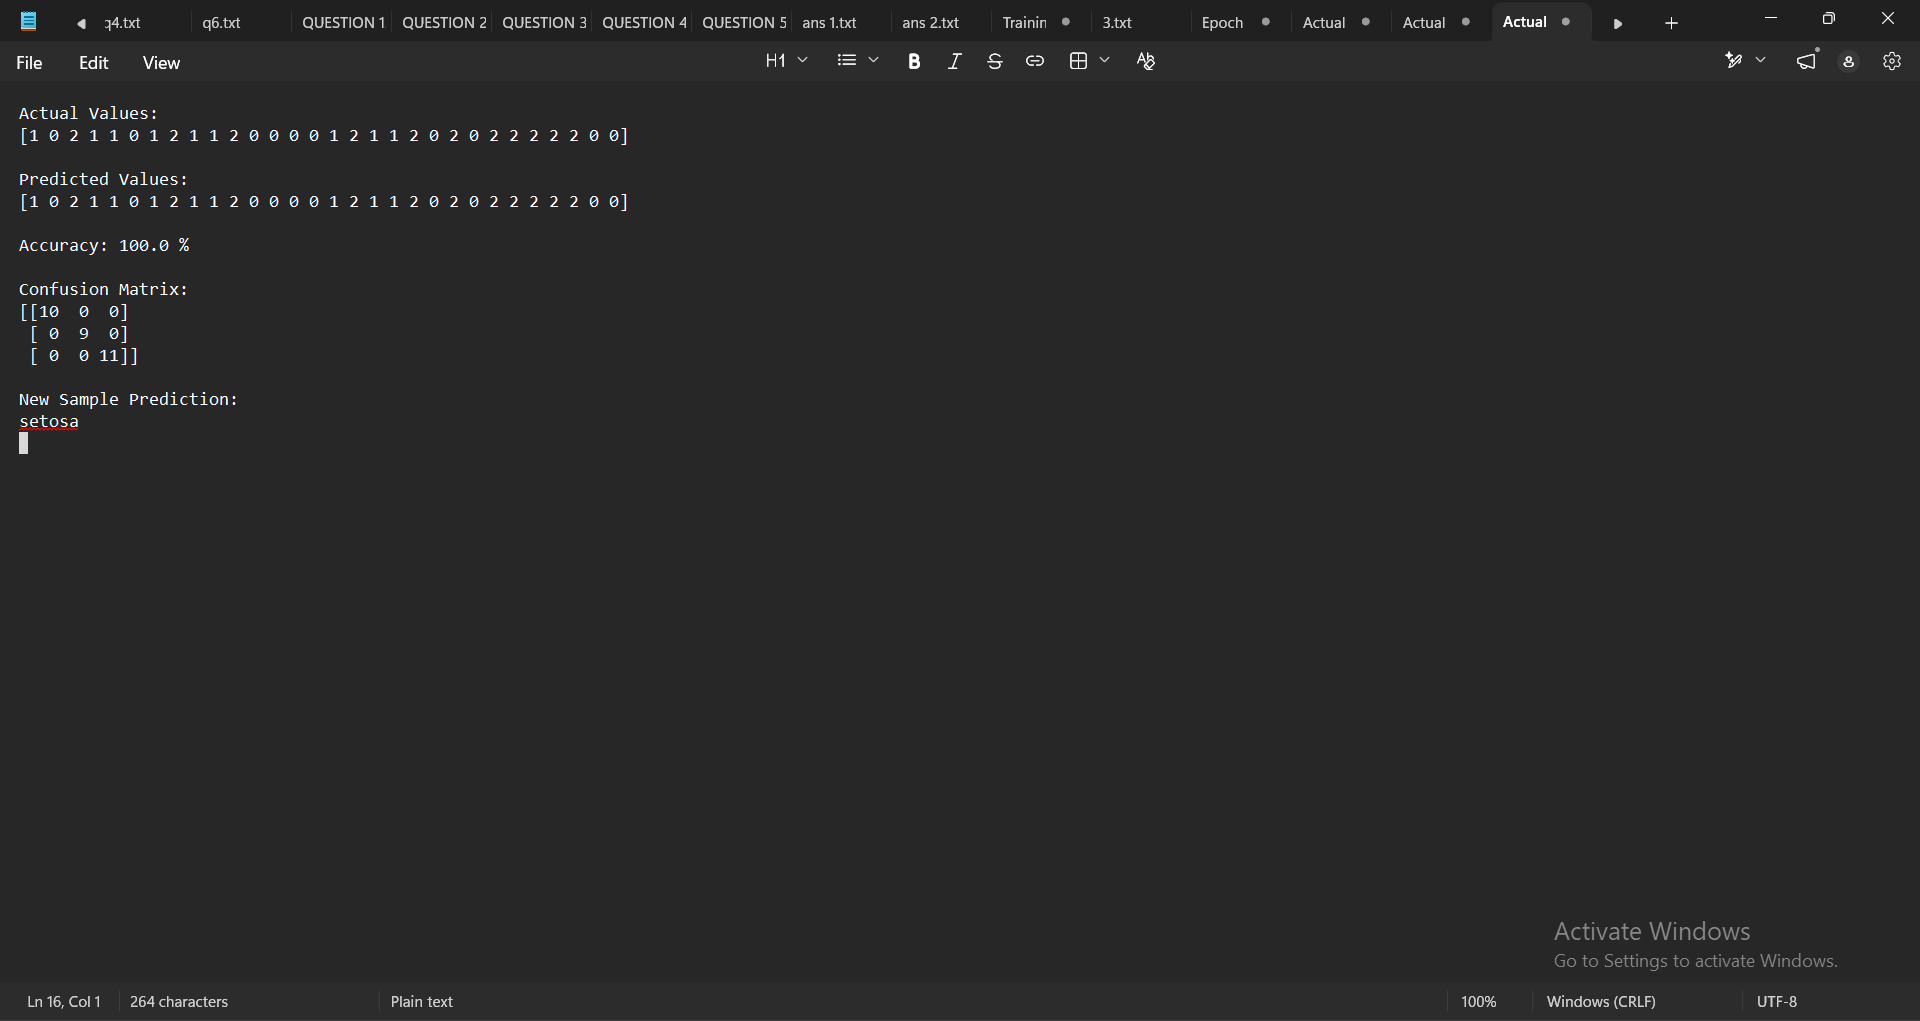 q4.txt q6.txt QUESTION 1 QUESTION 2 QUESTION 3 QUESTION 4 QUESTION 5 ans 1.txt ans 2.txt Trainin 3.txt Epoch Actual Actual Actual
File Edit View H1 B I S
Actual Values:
[1 0 2 1 1 0 1 2 1 1 2 0 0 0 0 1 2 1 1 2 0 2 0 2 2 2 2 2 0 0]
Predicted Values:
[1 0 2 1 1 0 1 2 1 1 2 0 0 0 0 1 2 1 1 2 0 2 0 2 2 2 2 2 0 0]
Accuracy: 100.0 %
Confusion Matrix:
[[10  0  0]
 [ 0  9  0]
 [ 0  0 11]]
New Sample Prediction:
setosa
Activate Windows
Go to Settings to activate Windows.
Ln 16, Col 1 264 characters Plain text 100% Windows (CRLF) UTF-8